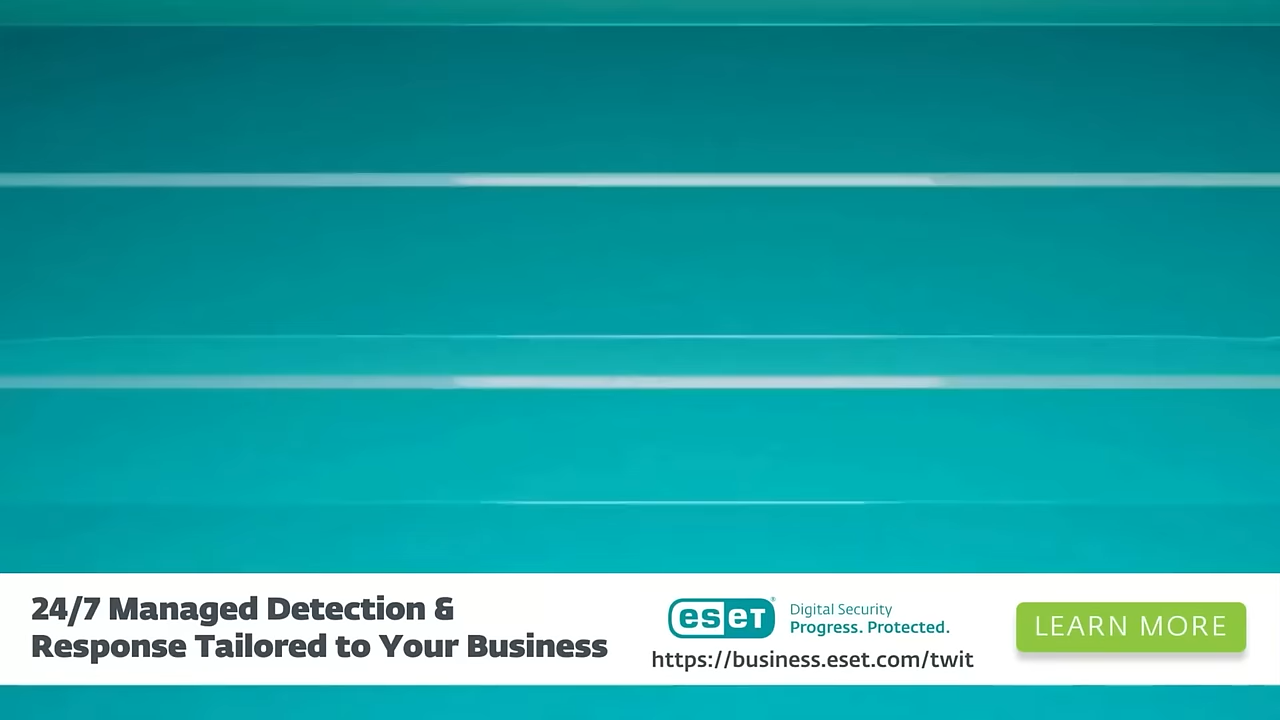 24/7 Managed Detection &
Response Tailored to Your Business
eset®
Digital Security
Progress. Protected.
https://business.eset.com/twit
LEARN MORE